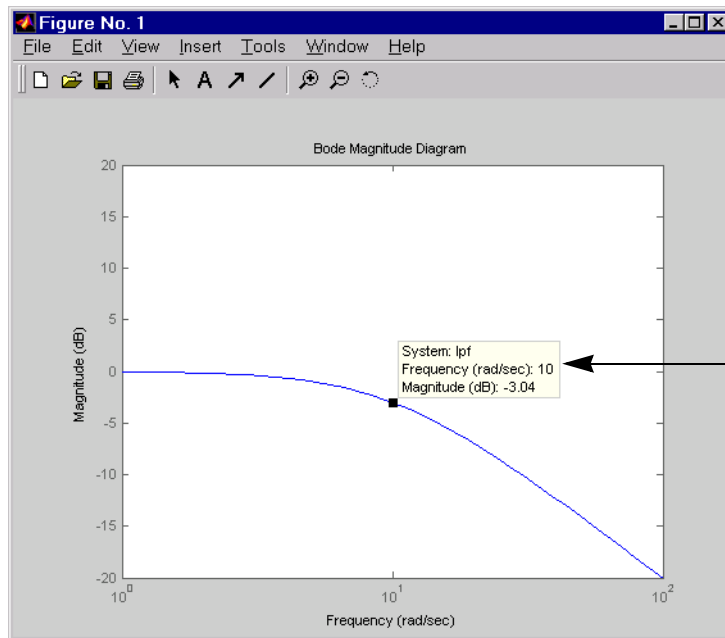 Figure No. 1
File Edit View Insert Tools Window Help
A
Bode Magnitude Diagram
20
15
10
5
0
-5
-10
-15
-20
Magnitude (dB)
System: lpf
Frequency (rad/sec): 10
Magnitude (dB): -3.04
10^0 10^1 10^2
Frequency (rad/sec)